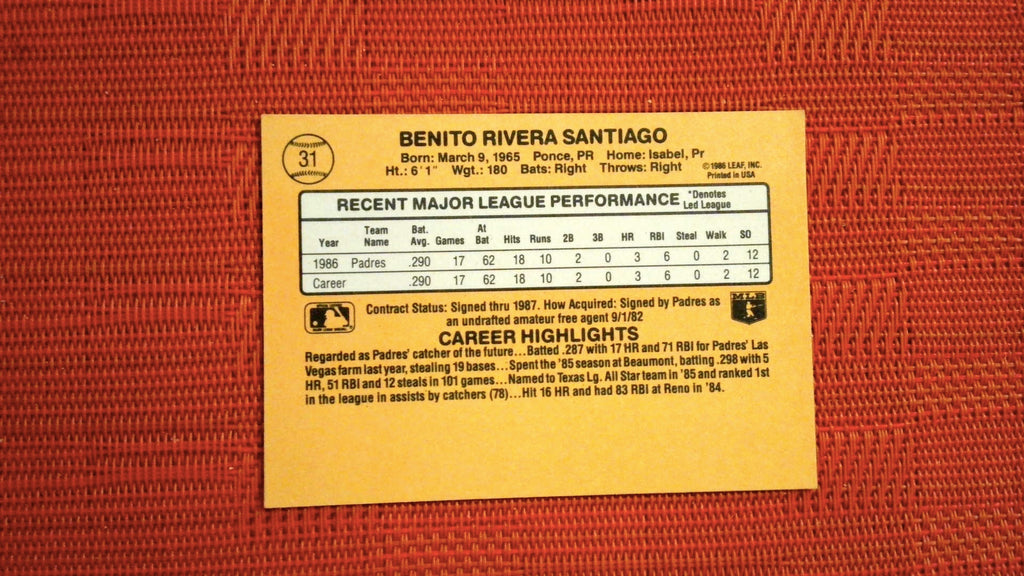 31
BENITO RIVERA SANTIAGO
Born: March 9, 1965 Ponce, PR Home: Isabel, Pr
Ht.: 6'1" Wgt.: 180 Bats: Right Throws: Right
©1986 LEAF, INC.
Printed in USA
RECENT MAJOR LEAGUE PERFORMANCE *Denotes
Led League
Year Team Name Bat. Avg. Games At Bat Hits Runs 2B 3B HR RBI Steal Walk SO
1986 Padres .290 17 62 18 10 2 0 3 6 0 2 12
Career .290 17 62 18 10 2 0 3 6 0 2 12
Contract Status: Signed thru 1987. How Acquired: Signed by Padres as
an undrafted amateur free agent 9/1/82
MLB
CAREER HIGHLIGHTS
Regarded as Padres' catcher of the future...Batted .287 with 17 HR and 71 RBI for Padres' Las
Vegas farm last year, stealing 19 bases...Spent the '85 season at Beaumont, batting .298 with 5
HR, 51 RBI and 12 steals in 101 games...Named to Texas Lg. All Star team in '85 and ranked 1st
in the league in assists by catchers (78)...Hit 16 HR and had 83 RBI at Reno in '84.